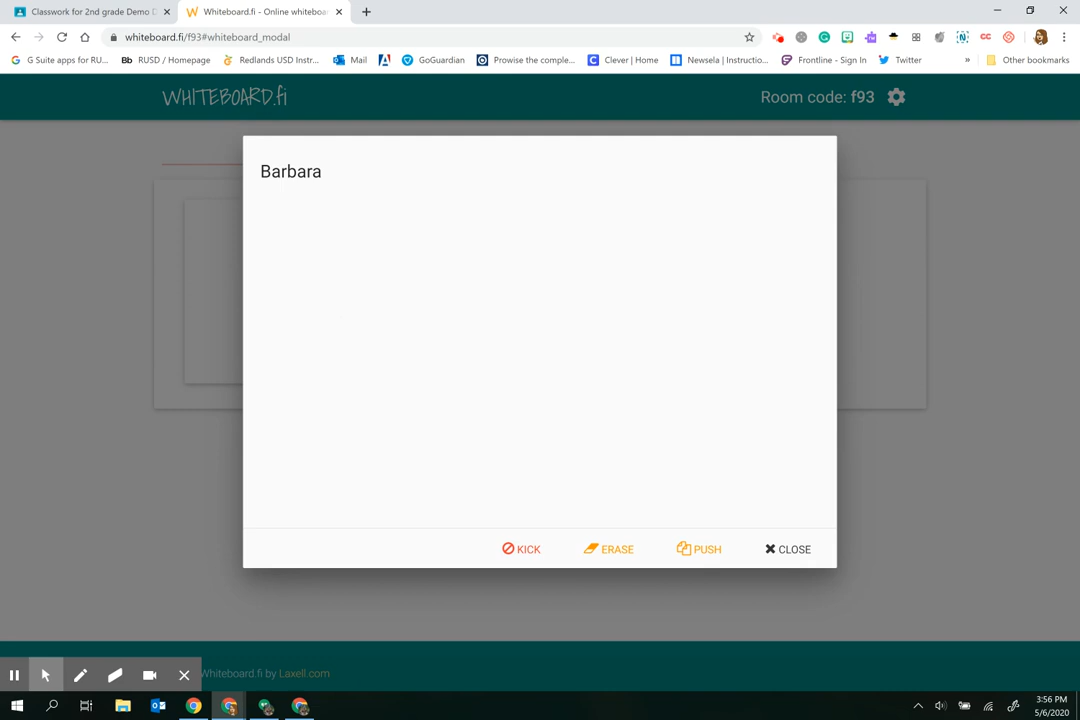 Classwork for 2nd grade Demo D
Whiteboard.fi - Online whiteboar
whiteboard.fi/f93#whiteboard_modal
G Suite apps for RU...
Bb RUSD / Homepage
Redlands USD Instr...
Mail
GoGuardian
Prowise the comple...
Clever | Home
Newsela | Instructio...
Frontline - Sign In
Twitter
»
Other bookmarks
WHITEBOARD.fi
Room code: f93
Barbara
KICK
ERASE
PUSH
CLOSE
Whiteboard.fi by Laxell.com
3:56 PM
5/6/2020